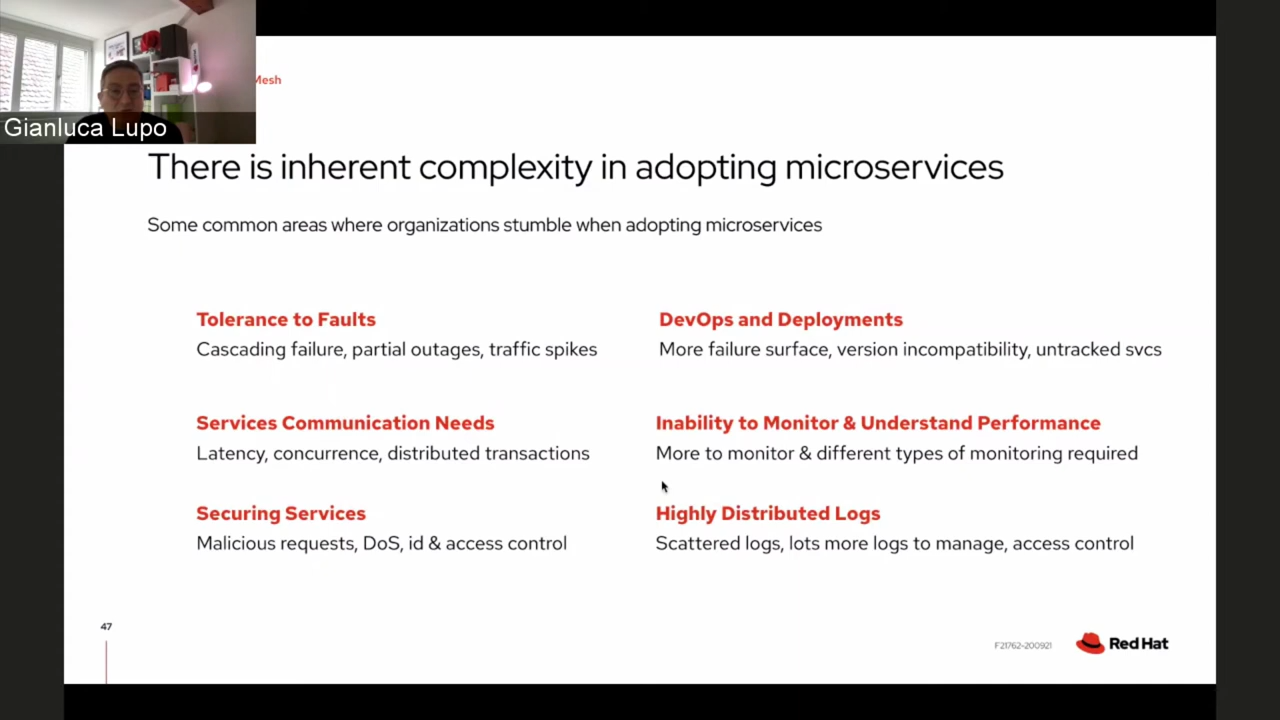 Gianluca Lupo
Mesh
There is inherent complexity in adopting microservices
Some common areas where organizations stumble when adopting microservices
Tolerance to Faults
Cascading failure, partial outages, traffic spikes
DevOps and Deployments
More failure surface, version incompatibility, untracked svcs
Services Communication Needs
Latency, concurrence, distributed transactions
Inability to Monitor & Understand Performance
More to monitor & different types of monitoring required
Securing Services
Malicious requests, DoS, id & access control
Highly Distributed Logs
Scattered logs, lots more logs to manage, access control
47
F21762-200921
Red Hat